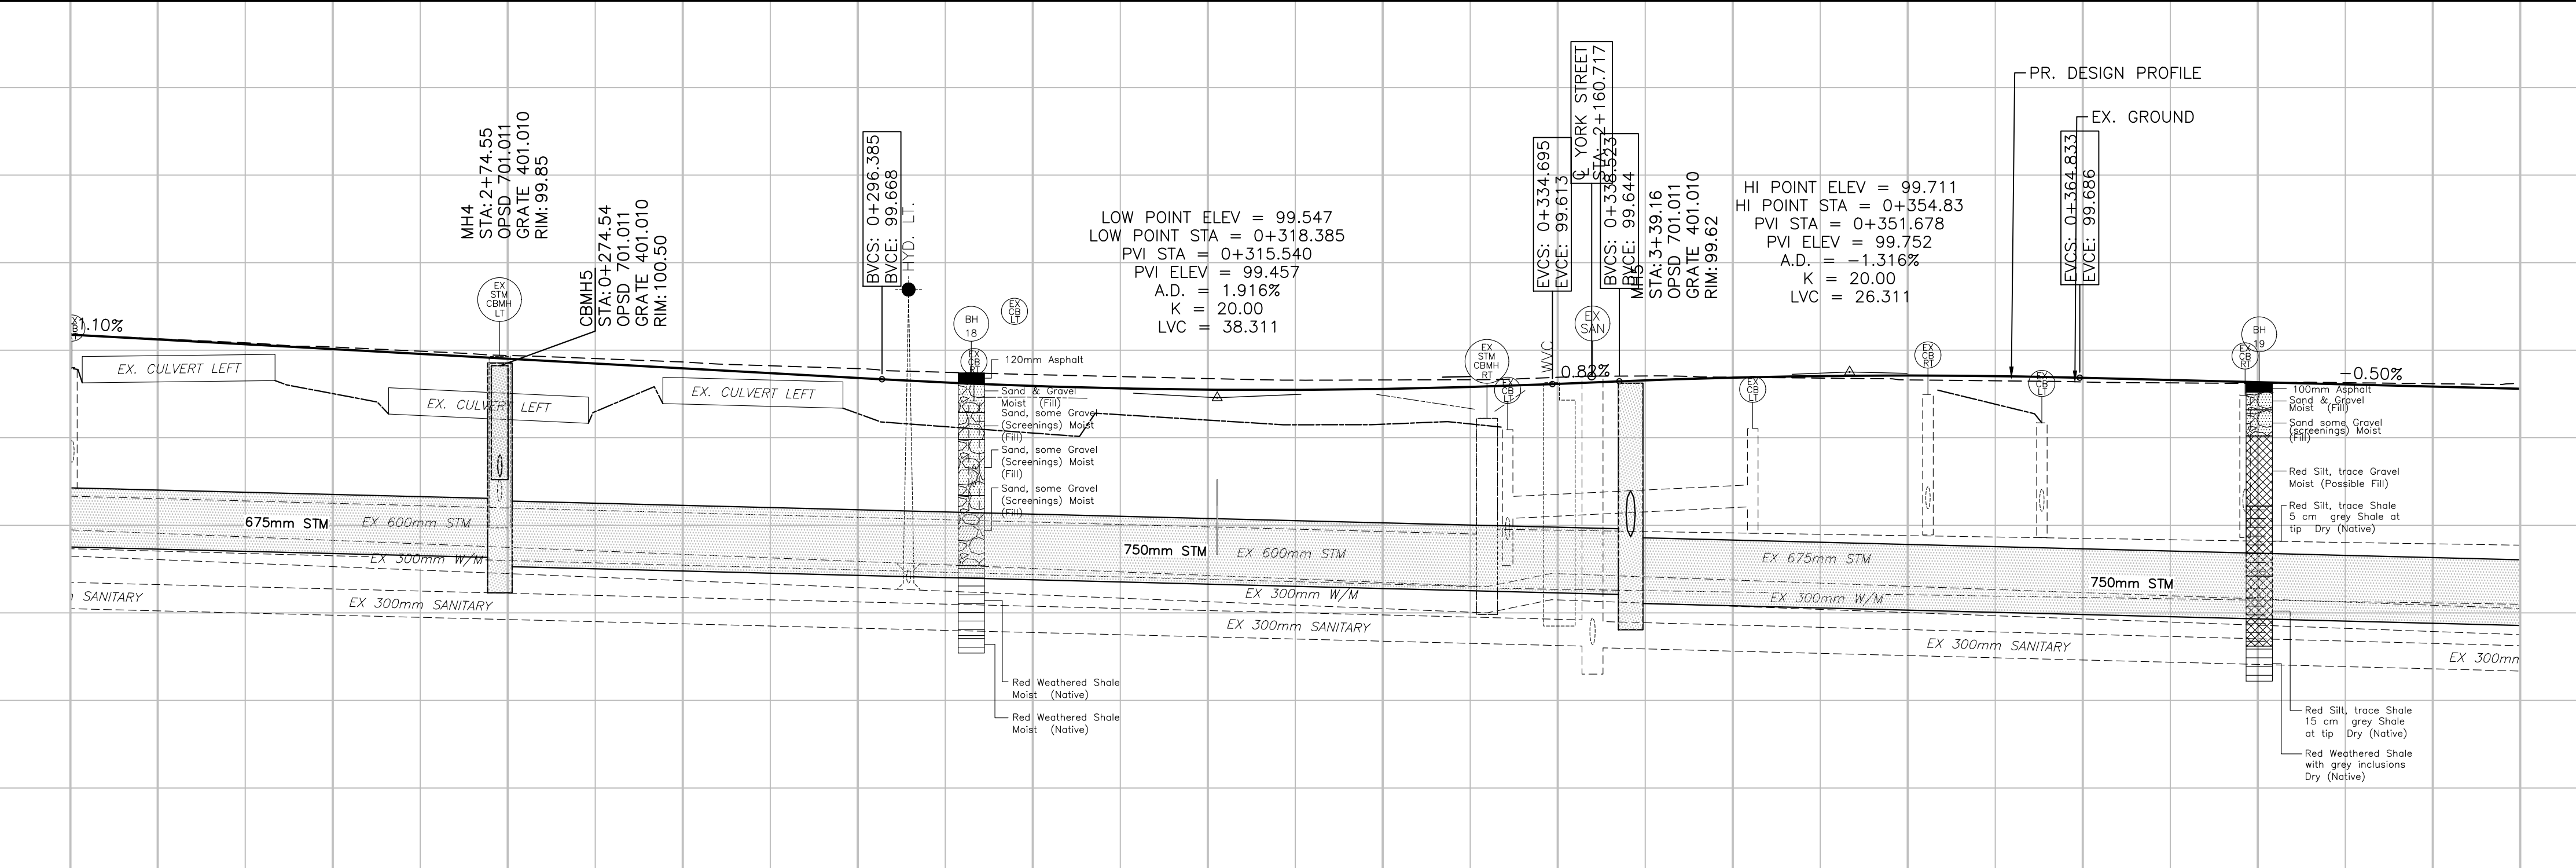 PR. DESIGN PROFILE
EX. GROUND
MH4
STA: 2+74.55
OPSD 701.011
GRATE 401.010
RIM: 99.85
CBMH5
STA: 0+274.54
OPSD 701.011
GRATE 401.010
RIM: 100.50
BVCS: 0+296.385
BVCE: 99.668
HYD. LT.
LOW POINT ELEV = 99.547
LOW POINT STA = 0+318.385
PVI STA = 0+315.540
PVI ELEV = 99.457
A.D. = 1.916%
K = 20.00
LVC = 38.311
EVCS: 0+334.695
EVCE: 99.613
℄ YORK STREET
STA: 2+160.717
BVCS: 0+338.523
BVCE: 99.644
MH5
STA: 3+39.16
OPSD 701.011
GRATE 401.010
RIM: 99.62
HI POINT ELEV = 99.711
HI POINT STA = 0+354.83
PVI STA = 0+351.678
PVI ELEV = 99.752
A.D. = -1.316%
K = 20.00
LVC = 26.311
EVCS: 0+364.833
EVCE: 99.686
1.10%
EX
STM
CBMH
LT
BH
18
EX
CB
LT
EX
CB
RT
EX
STM
CBMH
RT
EX
CB
LT
WVC
EX
SAN
0.82%
EX
CB
LT
EX
CB
RT
EX
CB
LT
EX
CB
RT
BH
19
-0.50%
EX. CULVERT LEFT
EX. CULVERT LEFT
EX. CULVERT LEFT
120mm Asphalt
Sand & Gravel
Moist (Fill)
Sand, some Gravel
(Screenings) Moist
(Fill)
Sand, some Gravel
(Screenings) Moist
(Fill)
Sand, some Gravel
(Screenings) Moist
(Fill)
100mm Asphalt
Sand & Gravel
Moist (Fill)
Sand some Gravel
(screenings) Moist
(Fill)
Red Silt, trace Gravel
Moist (Possible Fill)
Red Silt, trace Shale
5 cm grey Shale at
tip Dry (Native)
675mm STM
EX 600mm STM
EX 300mm W/M
SANITARY
EX 300mm SANITARY
750mm STM
EX 600mm STM
EX 300mm W/M
EX 300mm SANITARY
EX 675mm STM
750mm STM
EX 300mm W/M
EX 300mm SANITARY
EX 300mm
Red Weathered Shale
Moist (Native)
Red Weathered Shale
Moist (Native)
Red Silt, trace Shale
15 cm grey Shale
at tip Dry (Native)
Red Weathered Shale
with grey inclusions
Dry (Native)